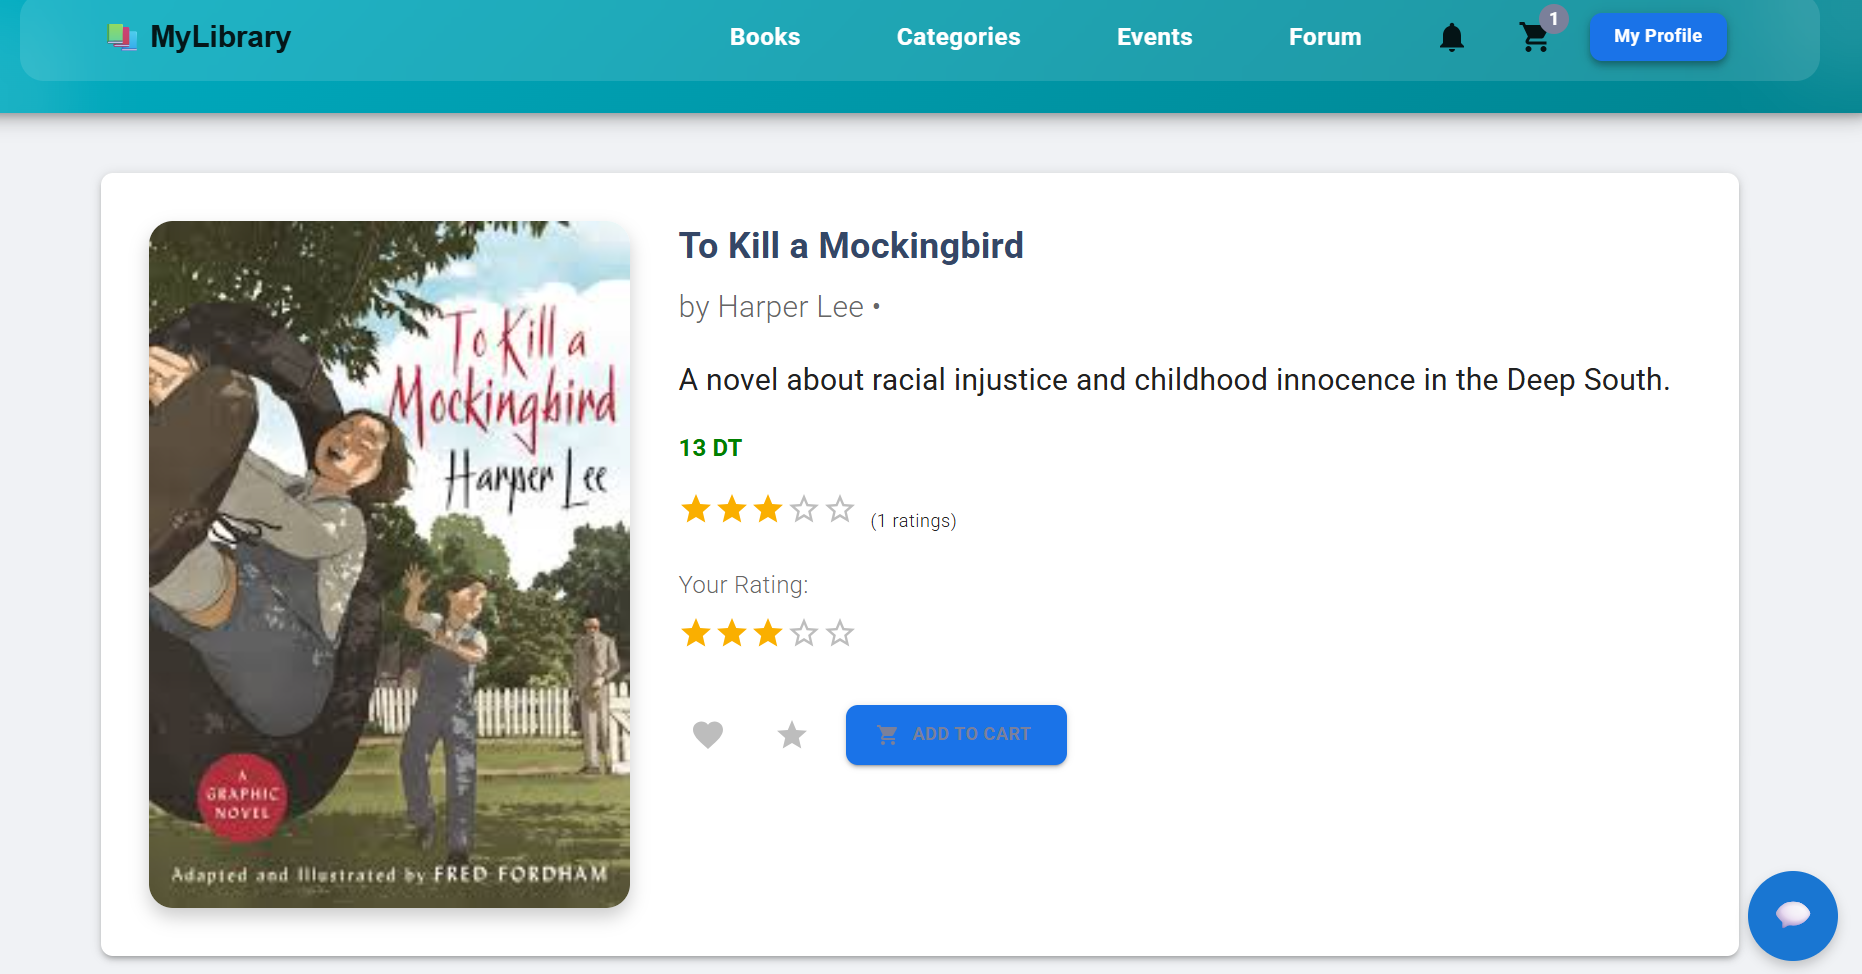 MyLibrary
Books
Categories
Events
Forum
1
My Profile
To Kill a
Mockingbird
Harper Lee
A
GRAPHIC
NOVEL
Adapted and Illustrated by FRED FORDHAM
To Kill a Mockingbird
by Harper Lee •
A novel about racial injustice and childhood innocence in the Deep South.
13 DT
(1 ratings)
Your Rating:
ADD TO CART